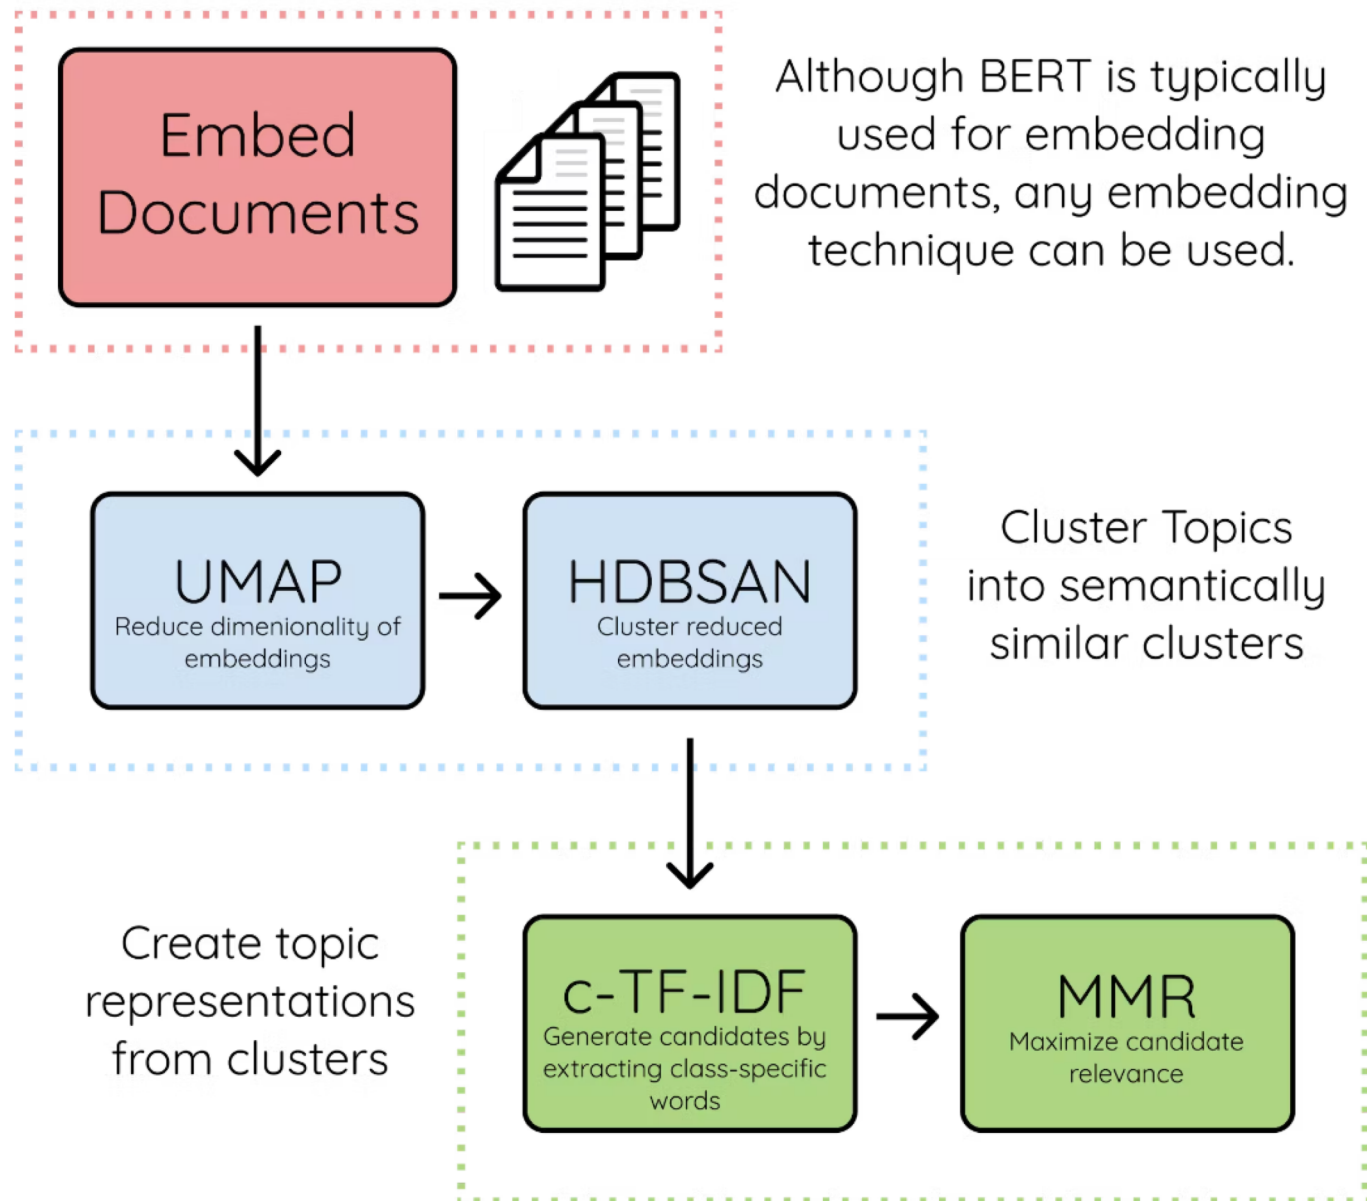 Embed
Documents
Although BERT is typically
used for embedding
documents, any embedding
technique can be used.
UMAP
Reduce dimenionality of
embeddings
HDBSAN
Cluster reduced
embeddings
Cluster Topics
into semantically
similar clusters
Create topic
representations
from clusters
c-TF-IDF
Generate candidates by
extracting class-specific
words
MMR
Maximize candidate
relevance